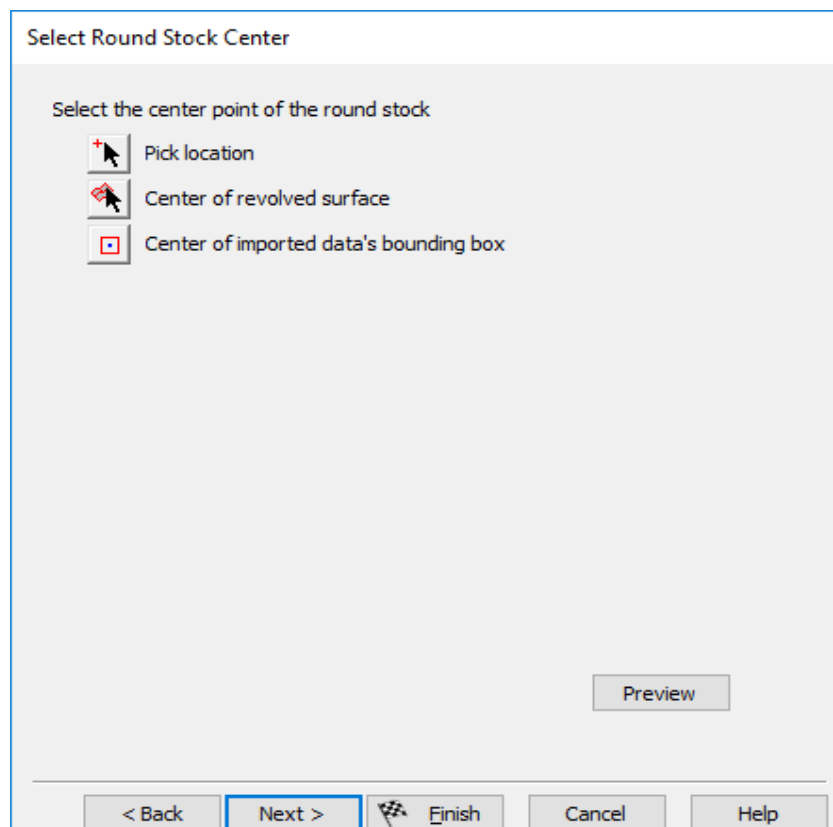 Select Round Stock Center
Select the center point of the round stock
Pick location
Center of revolved surface
Center of imported data's bounding box
Preview
< Back Next > Finish Cancel Help